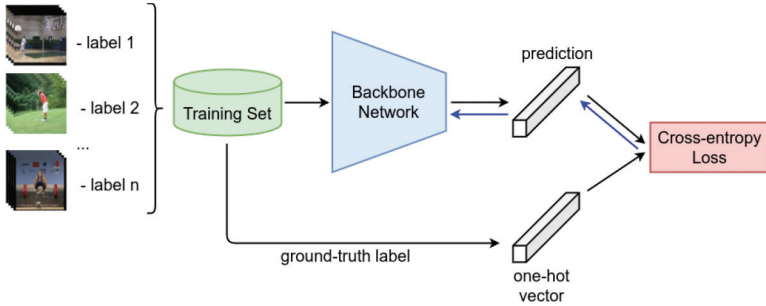 - label 1
- label 2
...
- label n
Training Set
Backbone
Network
prediction
Cross-entropy
Loss
ground-truth label
one-hot
vector